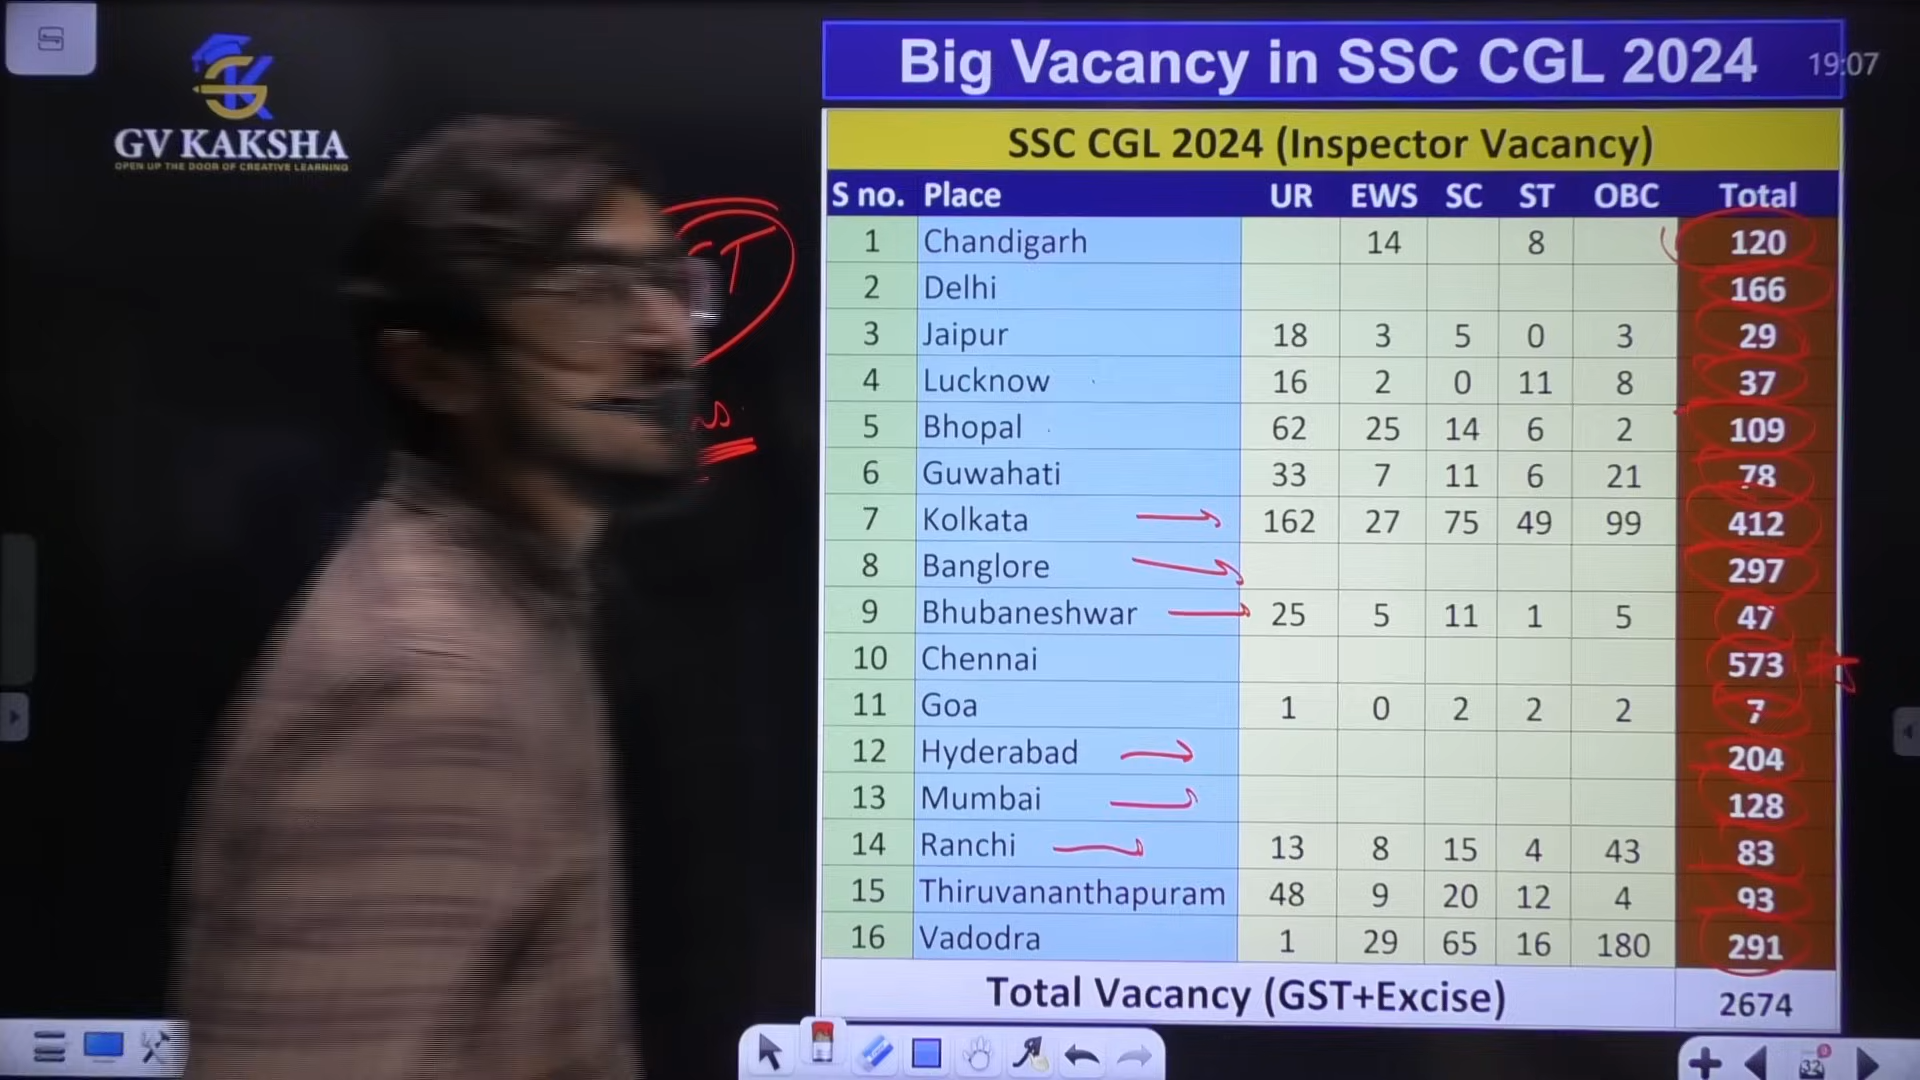 GV KAKSHA
OPEN UP THE DOOR OF CREATIVE LEARNING
Big Vacancy in SSC CGL 2024
19:07
SSC CGL 2024 (Inspector Vacancy)
S no. Place UR EWS SC ST OBC Total
1 Chandigarh 14 8 120
2 Delhi 166
3 Jaipur 18 3 5 0 3 29
4 Lucknow 16 2 0 11 8 37
5 Bhopal 62 25 14 6 2 109
6 Guwahati 33 7 11 6 21 78
7 Kolkata 162 27 75 49 99 412
8 Banglore 297
9 Bhubaneshwar 25 5 11 1 5 47
10 Chennai 573
11 Goa 1 0 2 2 2 7
12 Hyderabad 204
13 Mumbai 128
14 Ranchi 13 8 15 4 43 83
15 Thiruvananthapuram 48 9 20 12 4 93
16 Vadodra 1 29 65 16 180 291
Total Vacancy (GST+Excise) 2674
32